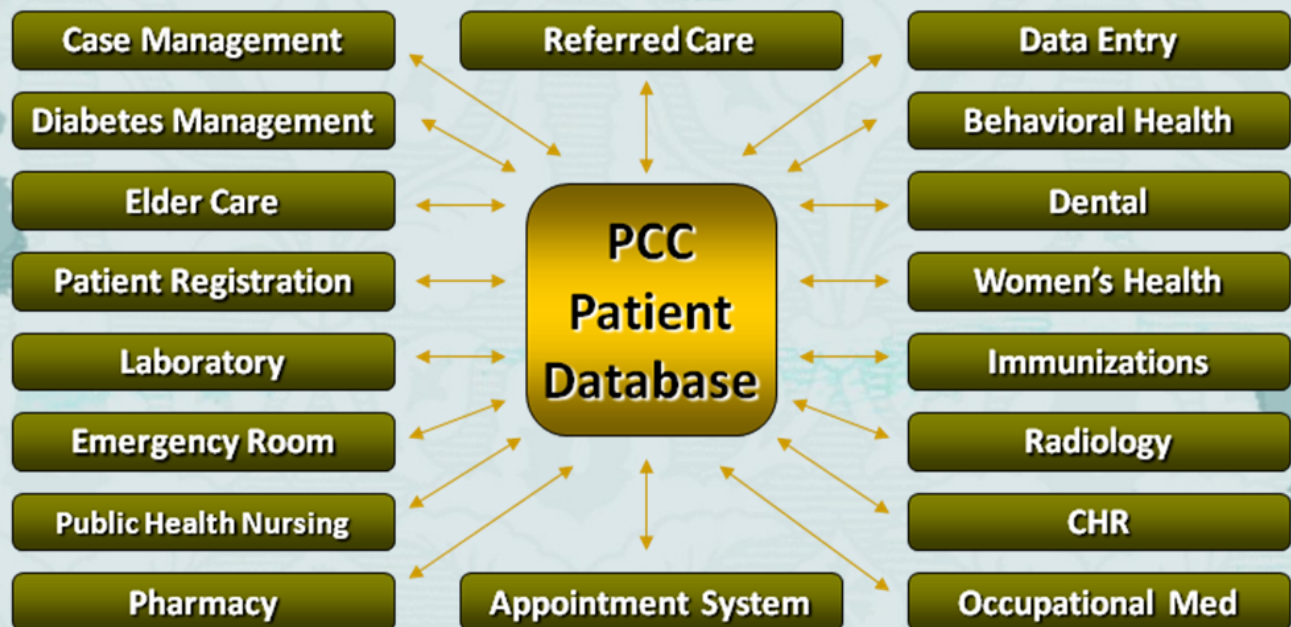 Case Management
Referred Care
Data Entry
Diabetes Management
Behavioral Health
Elder Care
Dental
PCC
Patient
Database
Patient Registration
Women's Health
Laboratory
Immunizations
Emergency Room
Radiology
Public Health Nursing
CHR
Pharmacy
Appointment System
Occupational Med